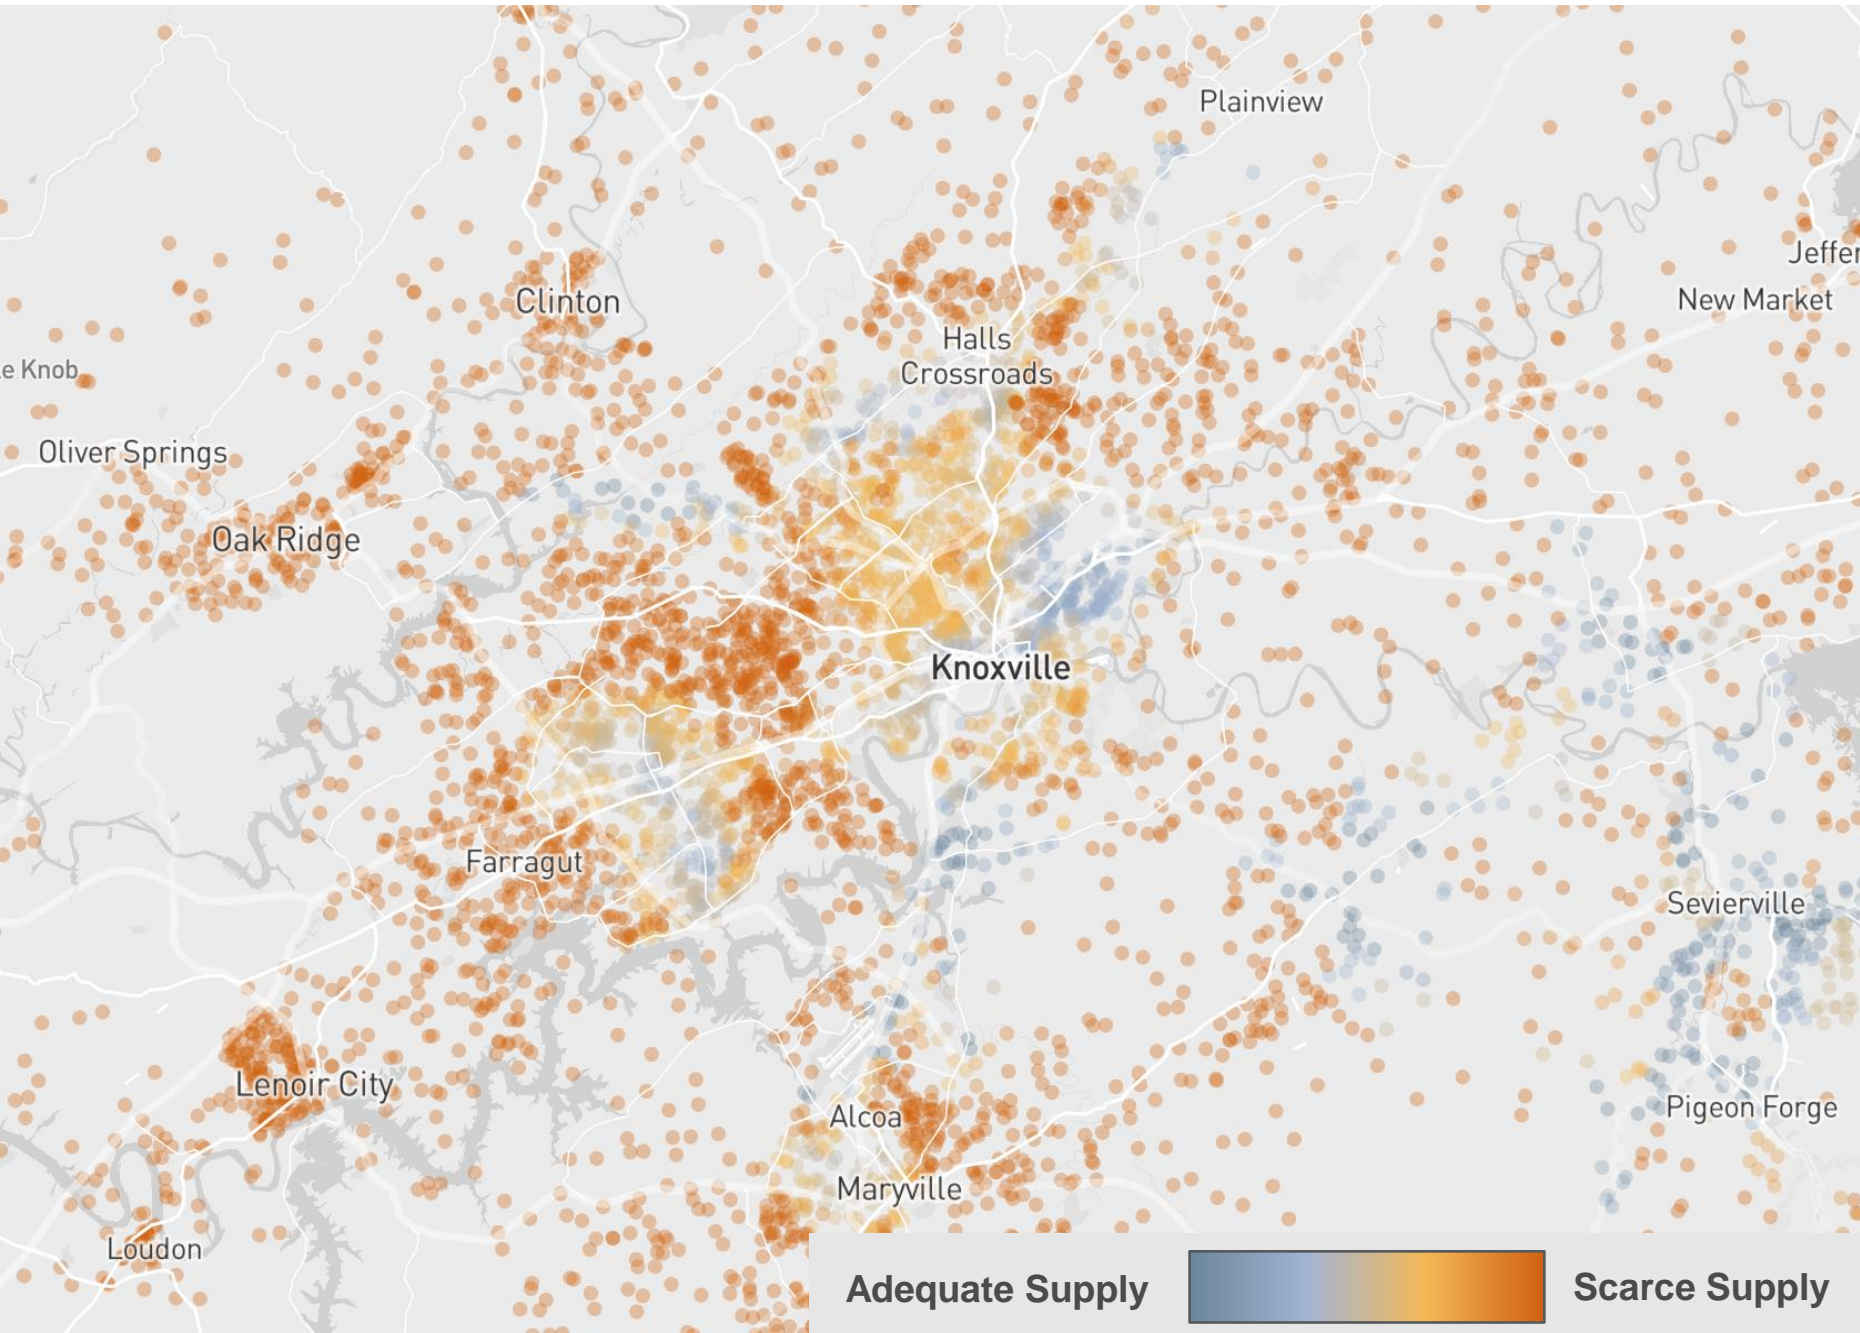 Plainview
Jeffer
Clinton
New Market
Halls
Crossroads
e Knob
Oliver Springs
Oak Ridge
Knoxville
Farragut
Sevierville
Lenoir City
Alcoa
Pigeon Forge
Maryville
Loudon
Adequate Supply
Scarce Supply